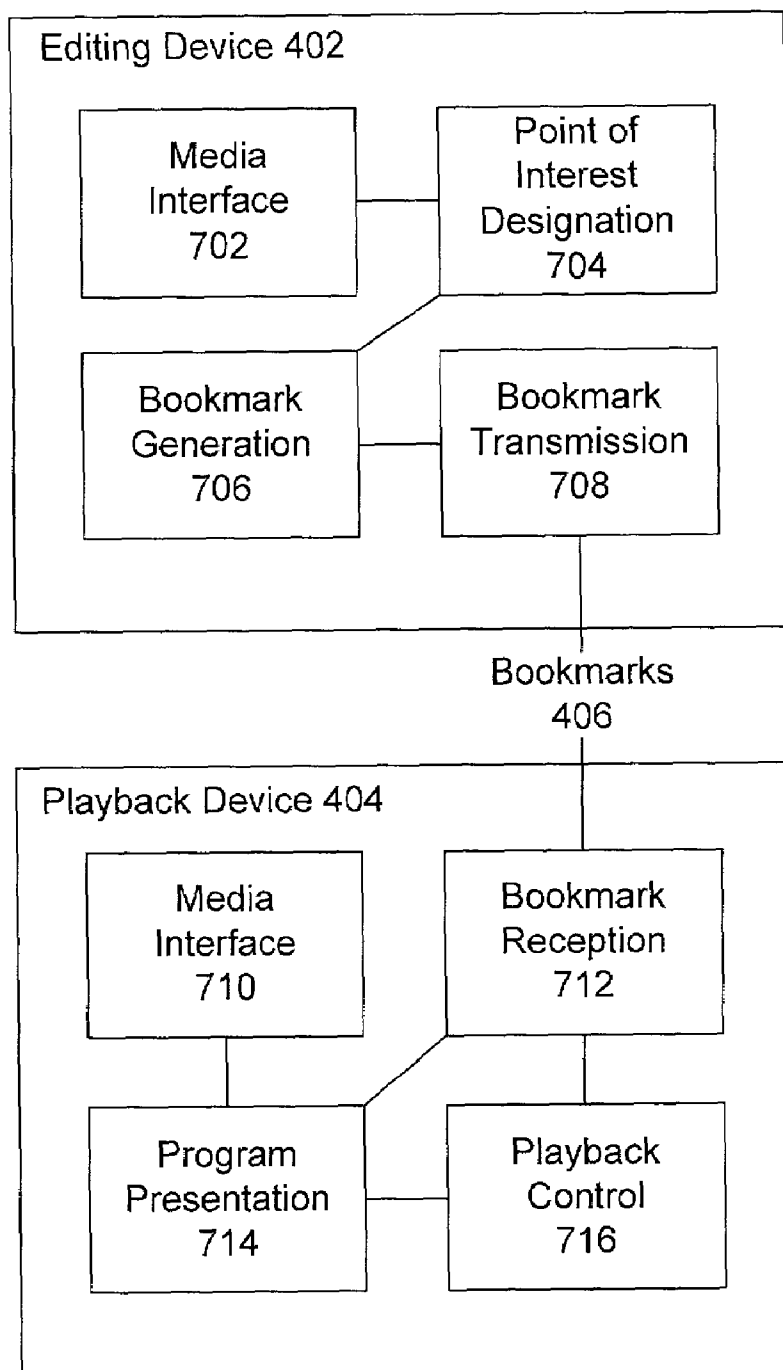 Editing Device 402
Media
Interface
702
Point of
Interest
Designation
704
Bookmark
Generation
706
Bookmark
Transmission
708
Bookmarks
406
Playback Device 404
Media
Interface
710
Bookmark
Reception
712
Program
Presentation
714
Playback
Control
716